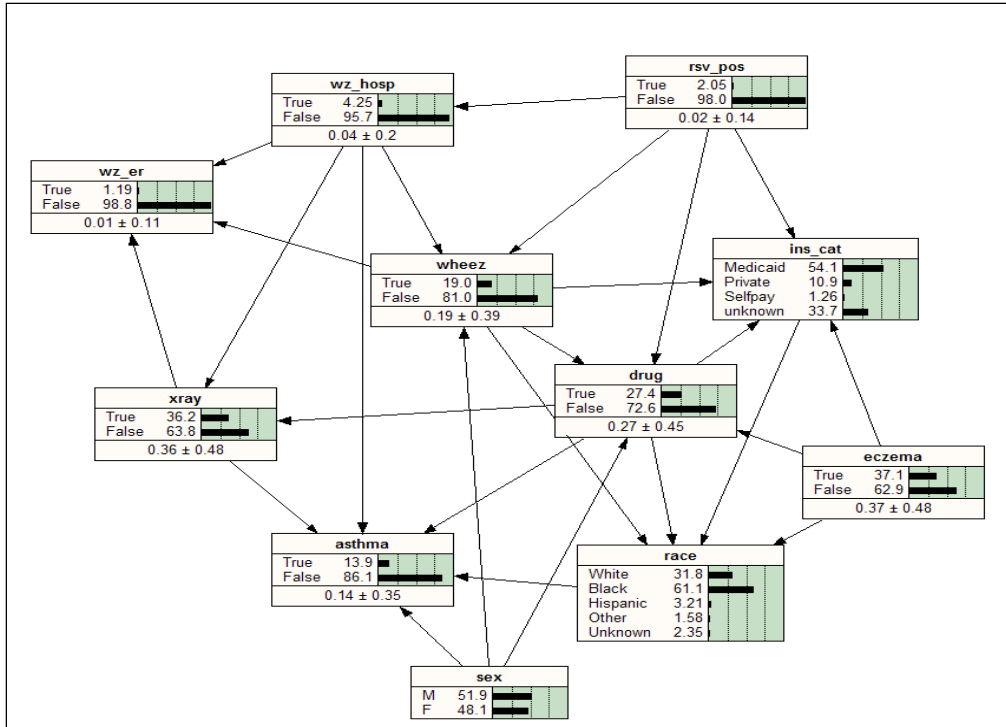 rsv_pos
True 2.05
False 98.0
0.02 ± 0.14
wz_hosp
True 4.25
False 95.7
0.04 ± 0.2
wz_er
True 1.19
False 98.8
0.01 ± 0.11
ins_cat
Medicaid 54.1
Private 10.9
Selfpay 1.26
unknown 33.7
wheez
True 19.0
False 81.0
0.19 ± 0.39
drug
True 27.4
False 72.6
0.27 ± 0.45
xray
True 36.2
False 63.8
0.36 ± 0.48
eczema
True 37.1
False 62.9
0.37 ± 0.48
asthma
True 13.9
False 86.1
0.14 ± 0.35
race
White 31.8
Black 61.1
Hispanic 3.21
Other 1.58
Unknown 2.35
sex
M 51.9
F 48.1